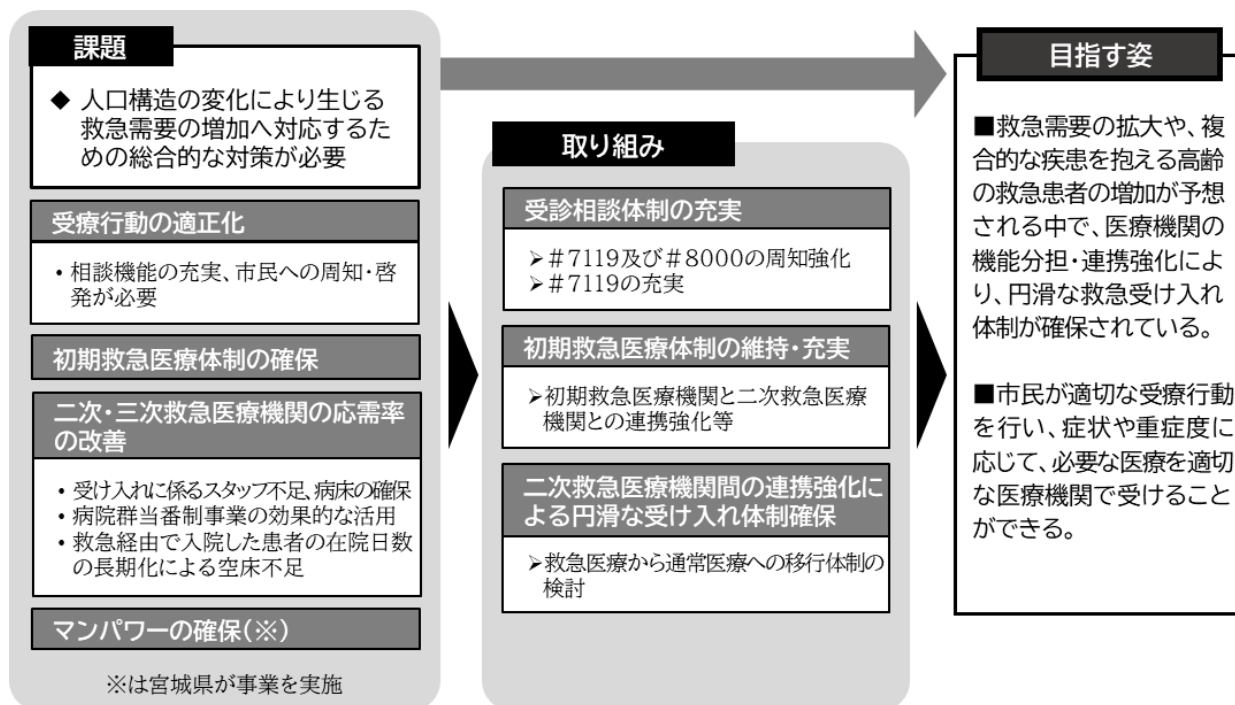 課題
◆ 人口構造の変化により生じる
救急需要の増加へ対応するた
めの総合的な対策が必要
受療行動の適正化
・相談機能の充実、市民への周知・啓
発が必要
初期救急医療体制の確保
二次・三次救急医療機関の応需率
の改善
・受け入れに係るスタッフ不足、病床の確保
・病院群当番制事業の効果的な活用
・救急経由で入院した患者の在院日数
の長期化による空床不足
マンパワーの確保(※)
※は宮城県が事業を実施
取り組み
受診相談体制の充実
➢#7119及び#8000の周知強化
➢#7119の充実
初期救急医療体制の維持・充実
➢初期救急医療機関と二次救急医療
機関との連携強化等
二次救急医療機関間の連携強化に
よる円滑な受け入れ体制確保
➢救急医療から通常医療への移行体制の
検討
目指す姿
■救急需要の拡大や、複
合的な疾患を抱える高齢
の救急患者の増加が予想
される中で、医療機関の
機能分担・連携強化によ
り、円滑な救急受け入れ
体制が確保されている。
■市民が適切な受療行動
を行い、症状や重症度に
応じて、必要な医療を適切
な医療機関で受けること
ができる。